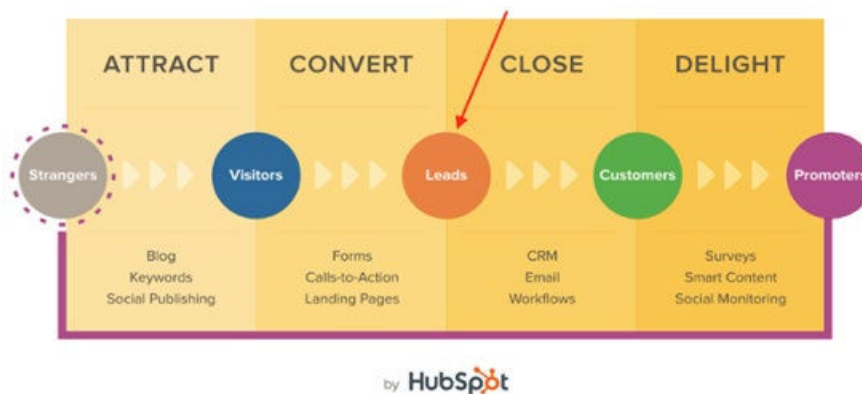 ATTRACT
CONVERT
CLOSE
DELIGHT
Strangers
Visitors
Leads
Customers
Promoters
Blog
Keywords
Social Publishing
Forms
Calls-to-Action
Landing Pages
CRM
Email
Workflows
Surveys
Smart Content
Social Monitoring
by HubSpot